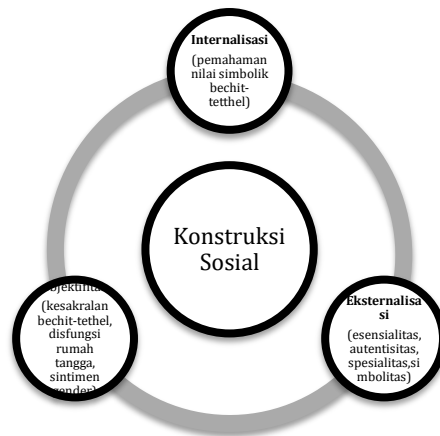 Internalisasi
(pemahaman
nilai simbolik
bechit-
tetthel)
Konstruksi
Sosial
(kesakralan
bechit-tethel,
disfungsi
rumah
tangga,
sintimen
gender)
Eksternalisa
si
(esensialitas,
autentisitas,
spesialitas,si
mbolitas)